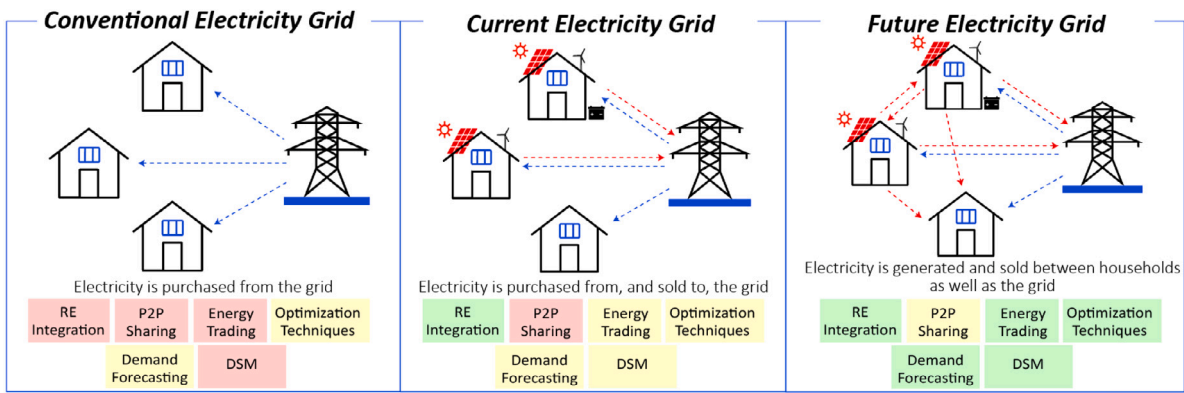 Conventional Electricity Grid
Electricity is purchased from the grid
RE
Integration
P2P
Sharing
Energy
Trading
Optimization
Techniques
Demand
Forecasting
DSM
Current Electricity Grid
Electricity is purchased from, and sold to, the grid
RE
Integration
P2P
Sharing
Energy
Trading
Optimization
Techniques
Demand
Forecasting
DSM
Future Electricity Grid
Electricity is generated and sold between households
as well as the grid
RE
Integration
P2P
Sharing
Energy
Trading
Optimization
Techniques
Demand
Forecasting
DSM